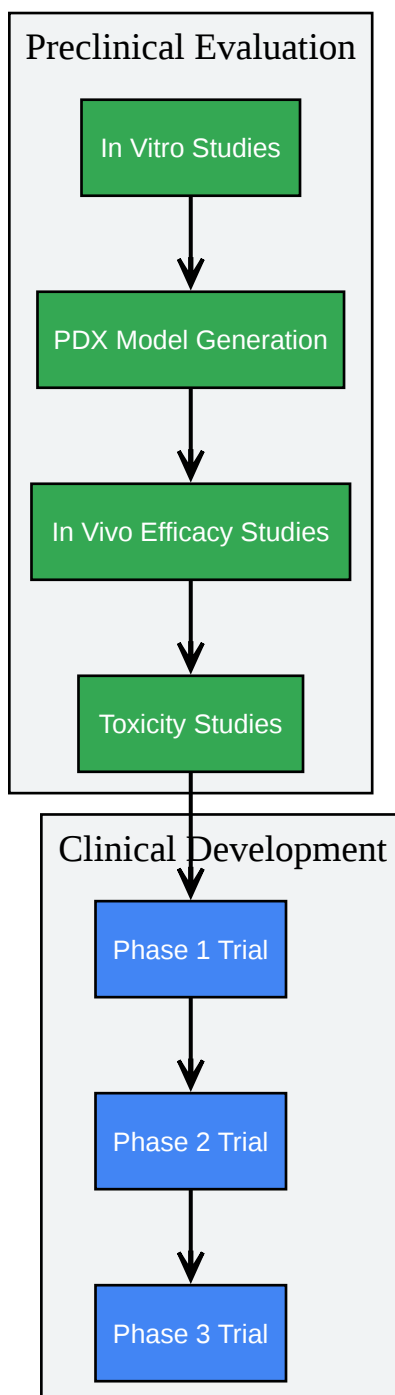 Preclinical Evaluation
In Vitro Studies
PDX Model Generation
In Vivo Efficacy Studies
Toxicity Studies
Clinical Development
Phase 1 Trial
Phase 2 Trial
Phase 3 Trial